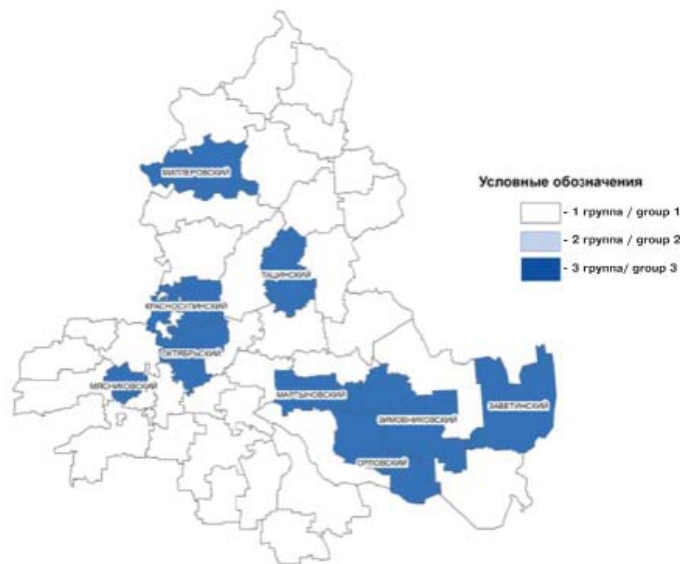 МИЛЛЕРОВСКИЙ
Условные обозначения
- 1 группа / group 1
- 2 группа / group 2
- 3 группа/ group 3
ТАЦИНСКИЙ
КРАСНОСУЛИНСКИЙ
ОКТЯБРЬСКИЙ
МЯСНИКОВСКИЙ
МАРТЫНОВСКИЙ
ЗИМОВНИКОВСКИЙ
ЗАВЕТИНСКИЙ
ОРЛОВСКИЙ